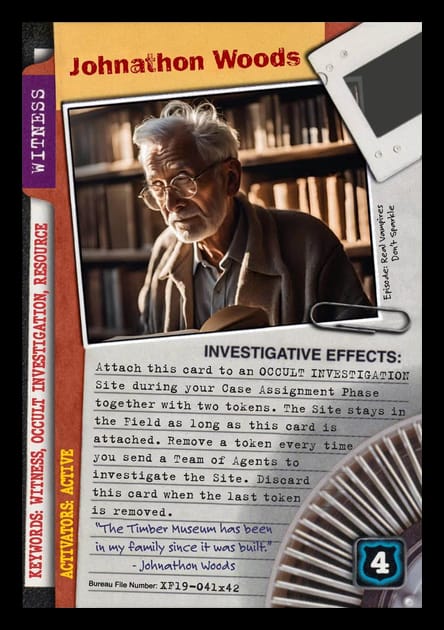 Johnathon Woods
WITNESS
KEYWORDS: WITNESS, OCCULT INVESTIGATION, RESOURCE
ACTIVATORS: ACTIVE
Episode: Real Vampires
Don't Sparkle
INVESTIGATIVE EFFECTS:
Attach this card to an OCCULT INVESTIGATION
Site during your Case Assignment Phase
together with two tokens. The Site stays in
the Field as long as this card is
attached. Remove a token every time
you send a Team of Agents to
investigate the Site. Discard
this card when the last token
is removed.
"The Timber Museum has been
in my family since it was built."
- Johnathon Woods
Bureau File Number: XF19-041x42
4